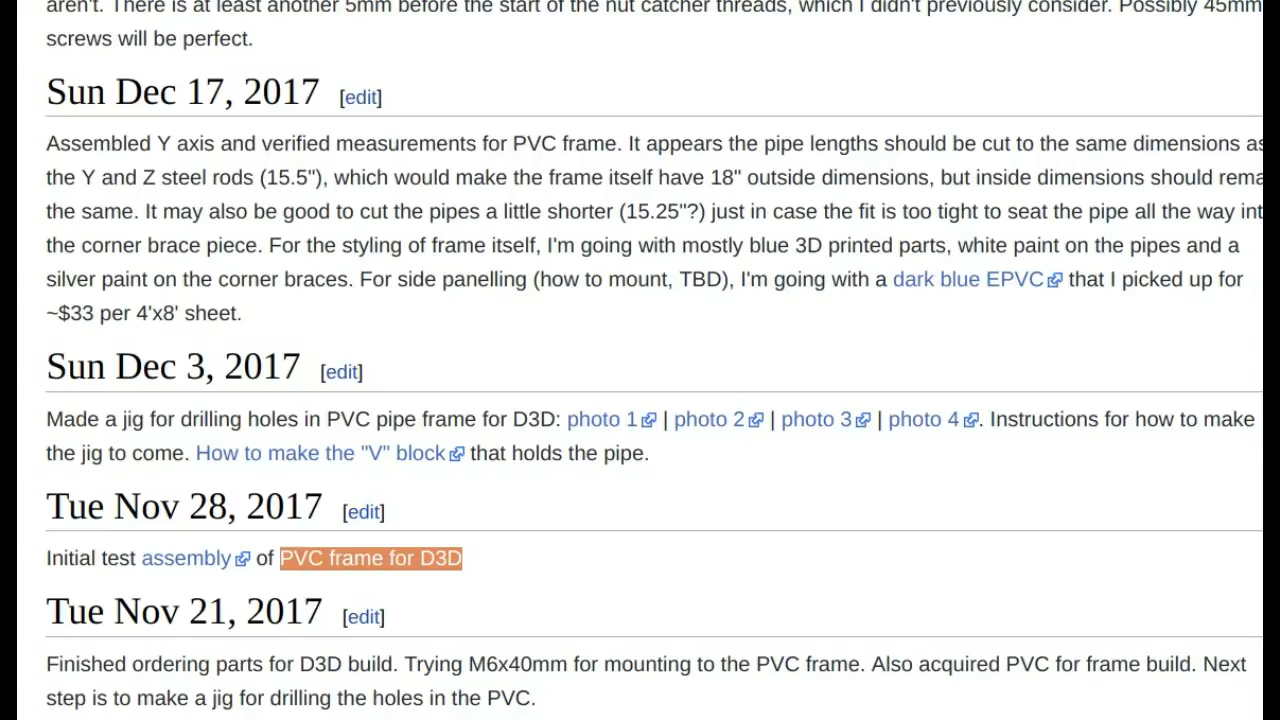 aren't. There is at least another 5mm before the start of the nut catcher threads, which I didn't previously consider. Possibly 45mm
screws will be perfect.
Sun Dec 17, 2017 [edit]
Assembled Y axis and verified measurements for PVC frame. It appears the pipe lengths should be cut to the same dimensions as
the Y and Z steel rods (15.5"), which would make the frame itself have 18" outside dimensions, but inside dimensions should rema
the same. It may also be good to cut the pipes a little shorter (15.25"?) just in case the fit is too tight to seat the pipe all the way int
the corner brace piece. For the styling of frame itself, I'm going with mostly blue 3D printed parts, white paint on the pipes and a
silver paint on the corner braces. For side panelling (how to mount, TBD), I'm going with a dark blue EPVC that I picked up for
~$33 per 4'x8' sheet.
Sun Dec 3, 2017 [edit]
Made a jig for drilling holes in PVC pipe frame for D3D: photo 1 | photo 2 | photo 3 | photo 4. Instructions for how to make
the jig to come. How to make the "V" block that holds the pipe.
Tue Nov 28, 2017 [edit]
Initial test assembly of PVC frame for D3D
Tue Nov 21, 2017 [edit]
Finished ordering parts for D3D build. Trying M6x40mm for mounting to the PVC frame. Also acquired PVC for frame build. Next
step is to make a jig for drilling the holes in the PVC.